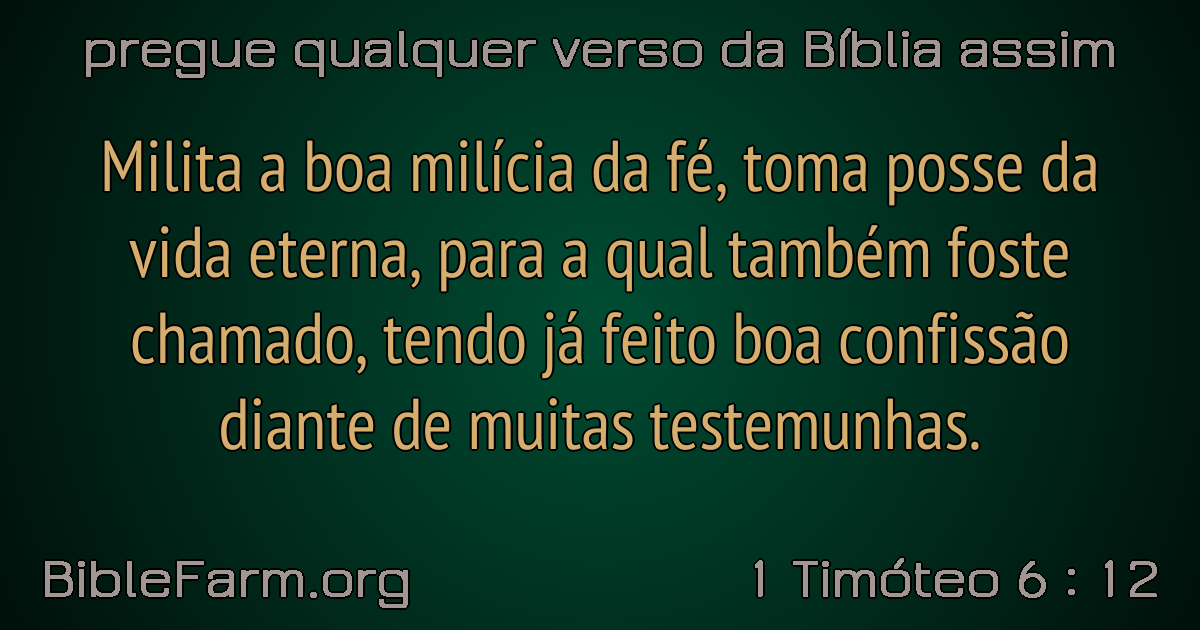 pregue qualquer verso da Bíblia assim
Milita a boa milícia da fé, toma posse da
vida eterna, para a qual também foste
chamado, tendo já feito boa confissão
diante de muitas testemunhas.
BibleFarm.org
1 Timóteo 6 : 12